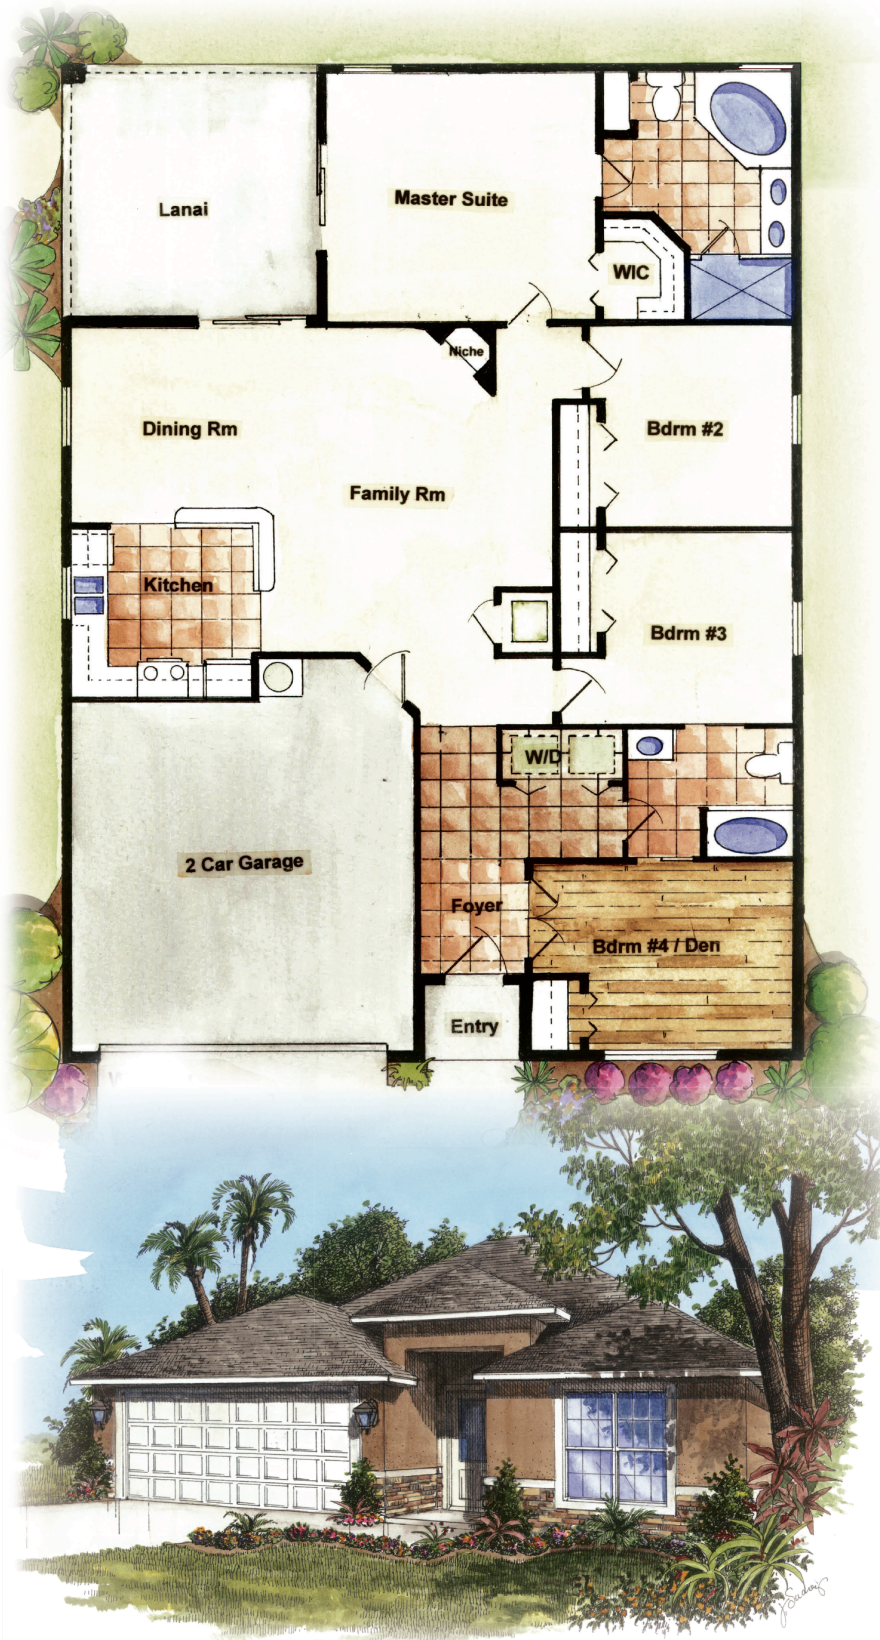 Lanai
Master Suite
WIC
Niche
Dining Rm
Bdrm #2
Family Rm
Kitchen
Bdrm #3
W/D
2 Car Garage
Foyer
Bdrm #4 / Den
Entry